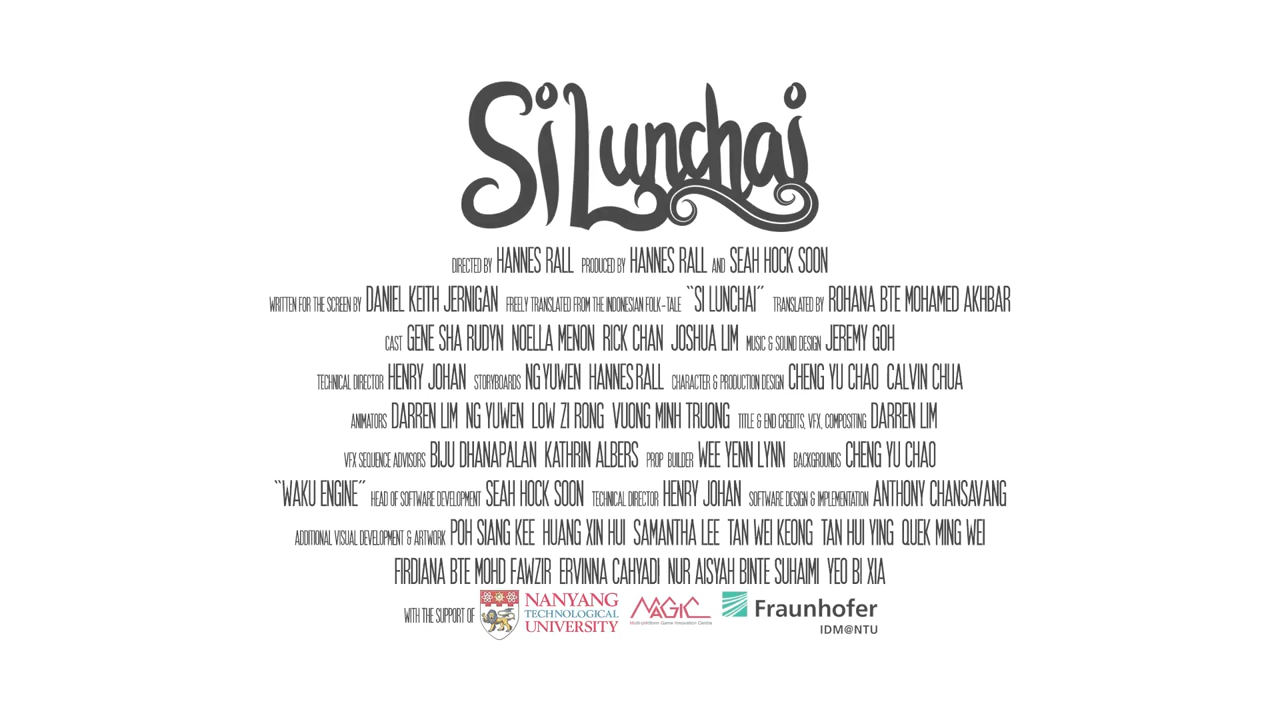 Si Lunchai
DIRECTED BY HANNES RALL PRODUCED BY HANNES RALL AND SEAH HOCK SOON
WRITTEN FOR THE SCREEN BY DANIEL KEITH JERNIGAN FREELY TRANSLATED FROM THE INDONESIAN FOLK-TALE "SI LUNCHAI" TRANSLATED BY ROHANA BTE MOHAMED AKHBAR
CAST GENE SHA RUDYN NOELLA MENON RICK CHAN JOSHUA LIM MUSIC & SOUND DESIGN JEREMY GOH
TECHNICAL DIRECTOR HENRY JOHAN STORYBOARDS NG YUWEN HANNES RALL CHARACTER & PRODUCTION DESIGN CHENG YU CHAO CALVIN CHUA
ANIMATORS DARREN LIM NG YUWEN LOW ZI RONG VUONG MINH TRUONG TITLE & END CREDITS, VFX, COMPOSITING DARREN LIM
VFX SEQUENCE ADVISORS BIJU DHANAPALAN KATHRIN ALBERS PROP BUILDER WEE YENN LYNN BACKGROUNDS CHENG YU CHAO
"WAKU ENGINE" HEAD OF SOFTWARE DEVELOPMENT SEAH HOCK SOON TECHNICAL DIRECTOR HENRY JOHAN SOFTWARE DESIGN & IMPLEMENTATION ANTHONY CHANSAVANG
ADDITIONAL VISUAL DEVELOPMENT & ARTWORK POH SIANG KEE HUANG XIN HUI SAMANTHA LEE TAN WEI KEONG TAN HUI YING QUEK MING WEI
FIRDIANA BTE MOHD FAWZIR ERVINNA CAHYADI NUR AISYAH BINTE SUHAIMI YEO BI XIA
WITH THE SUPPORT OF
NANYANG
TECHNOLOGICAL
UNIVERSITY
MAGIC
Multi-plAtform Game Innovation Centre
Fraunhofer
IDM@NTU